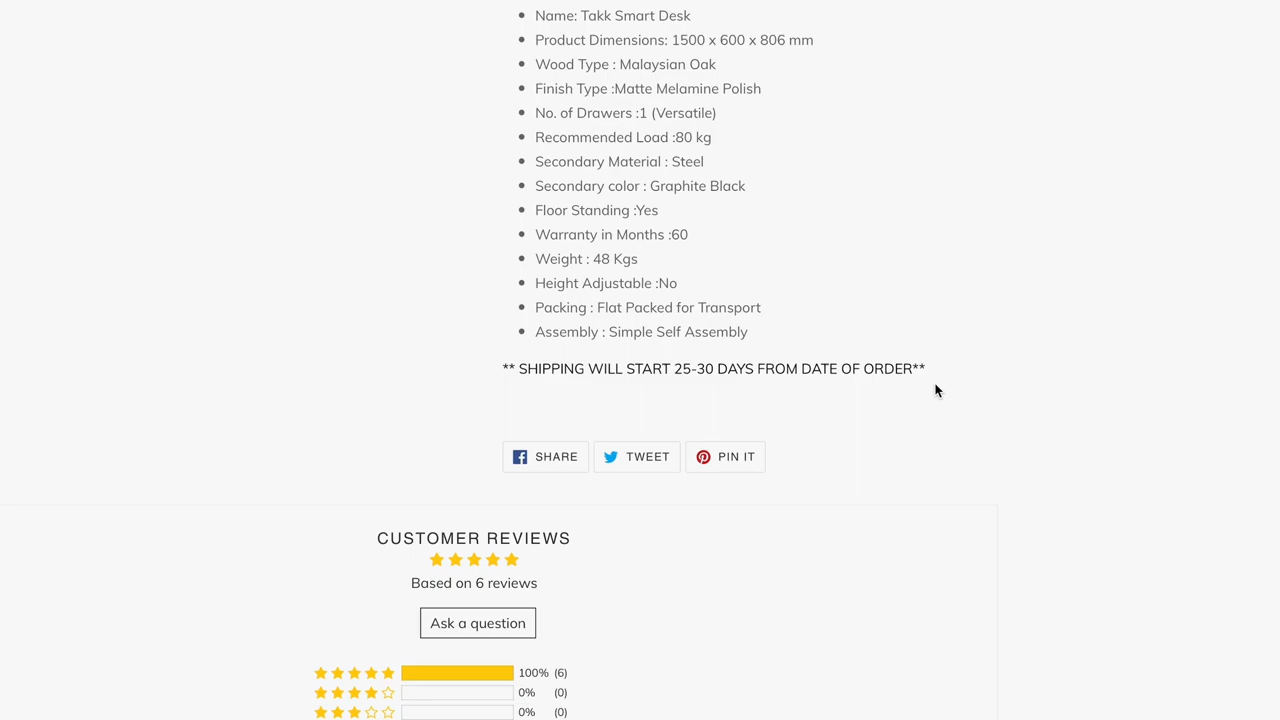 Name: Takk Smart Desk
Product Dimensions: 1500 x 600 x 806 mm
Wood Type : Malaysian Oak
Finish Type :Matte Melamine Polish
No. of Drawers :1 (Versatile)
Recommended Load :80 kg
Secondary Material : Steel
Secondary color : Graphite Black
Floor Standing :Yes
Warranty in Months :60
Weight : 48 Kgs
Height Adjustable :No
Packing : Flat Packed for Transport
Assembly : Simple Self Assembly
** SHIPPING WILL START 25-30 DAYS FROM DATE OF ORDER**
SHARE TWEET PIN IT
CUSTOMER REVIEWS
Based on 6 reviews
Ask a question
100% (6)
0% (0)
0% (0)